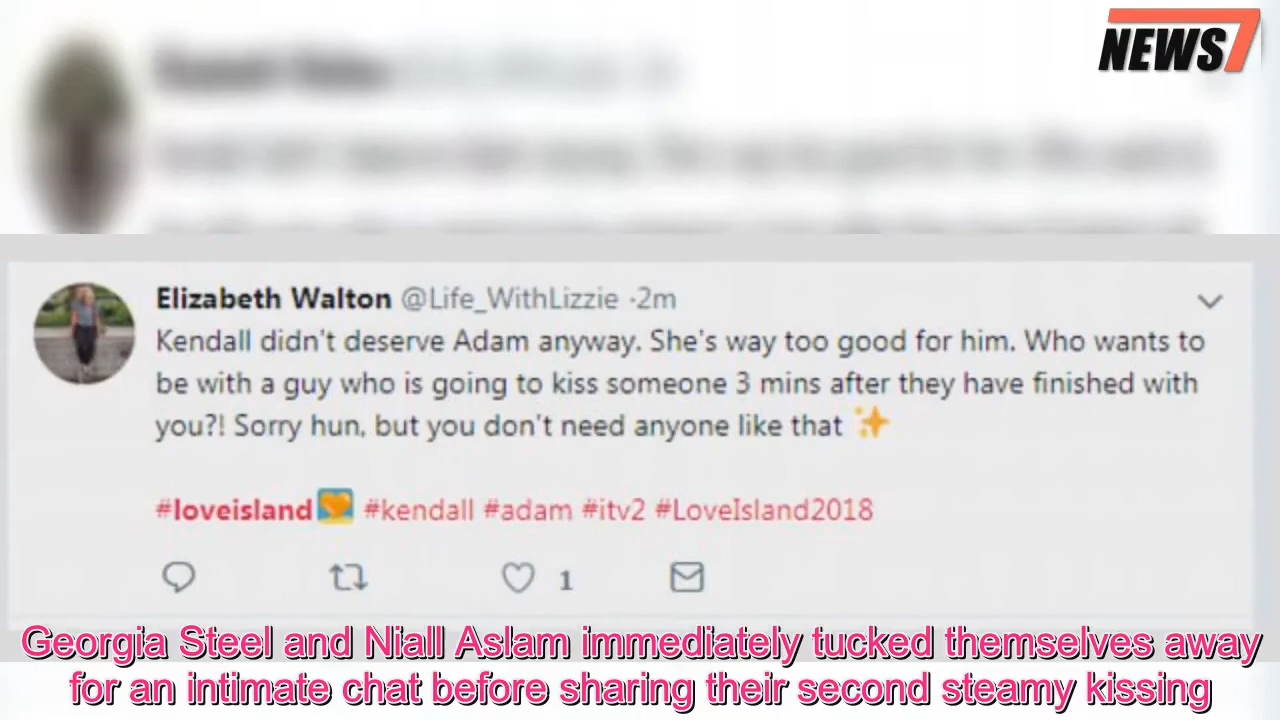 NEWS7
Elizabeth Walton @Life_WithLizzie ·2m
Kendall didn't deserve Adam anyway. She's way too good for him. Who wants to
be with a guy who is going to kiss someone 3 mins after they have finished with
you?! Sorry hun, but you don't need anyone like that ✨
#loveisland #kendall #adam #itv2 #LoveIsland2018
1
Georgia Steel and Niall Aslam immediately tucked themselves away
for an intimate chat before sharing their second steamy kissing